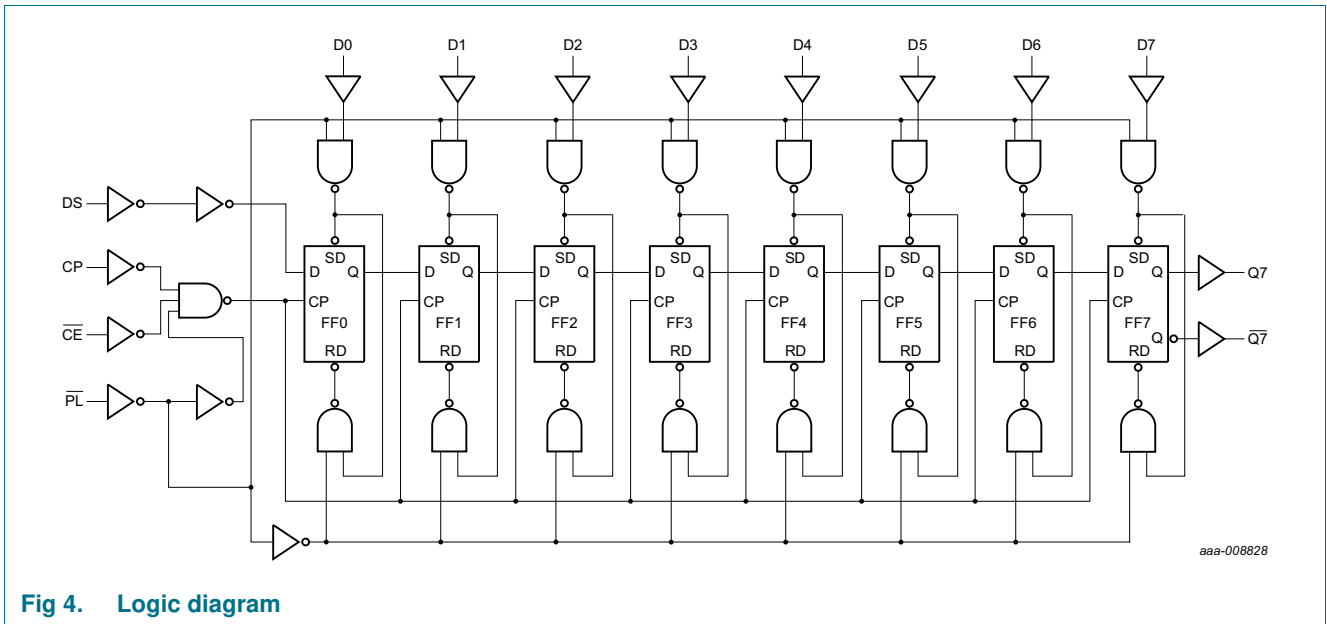 D0 D1 D2 D3 D4 D5 D6 D7
DS
CP
CE
PL
SD SD SD SD SD SD SD SD
D Q D Q D Q D Q D Q D Q D Q D Q Q7
CP CP CP CP CP CP CP CP
FF0 FF1 FF2 FF3 FF4 FF5 FF6 FF7
Q Q7
RD RD RD RD RD RD RD RD
aaa-008828
Fig 4. Logic diagram